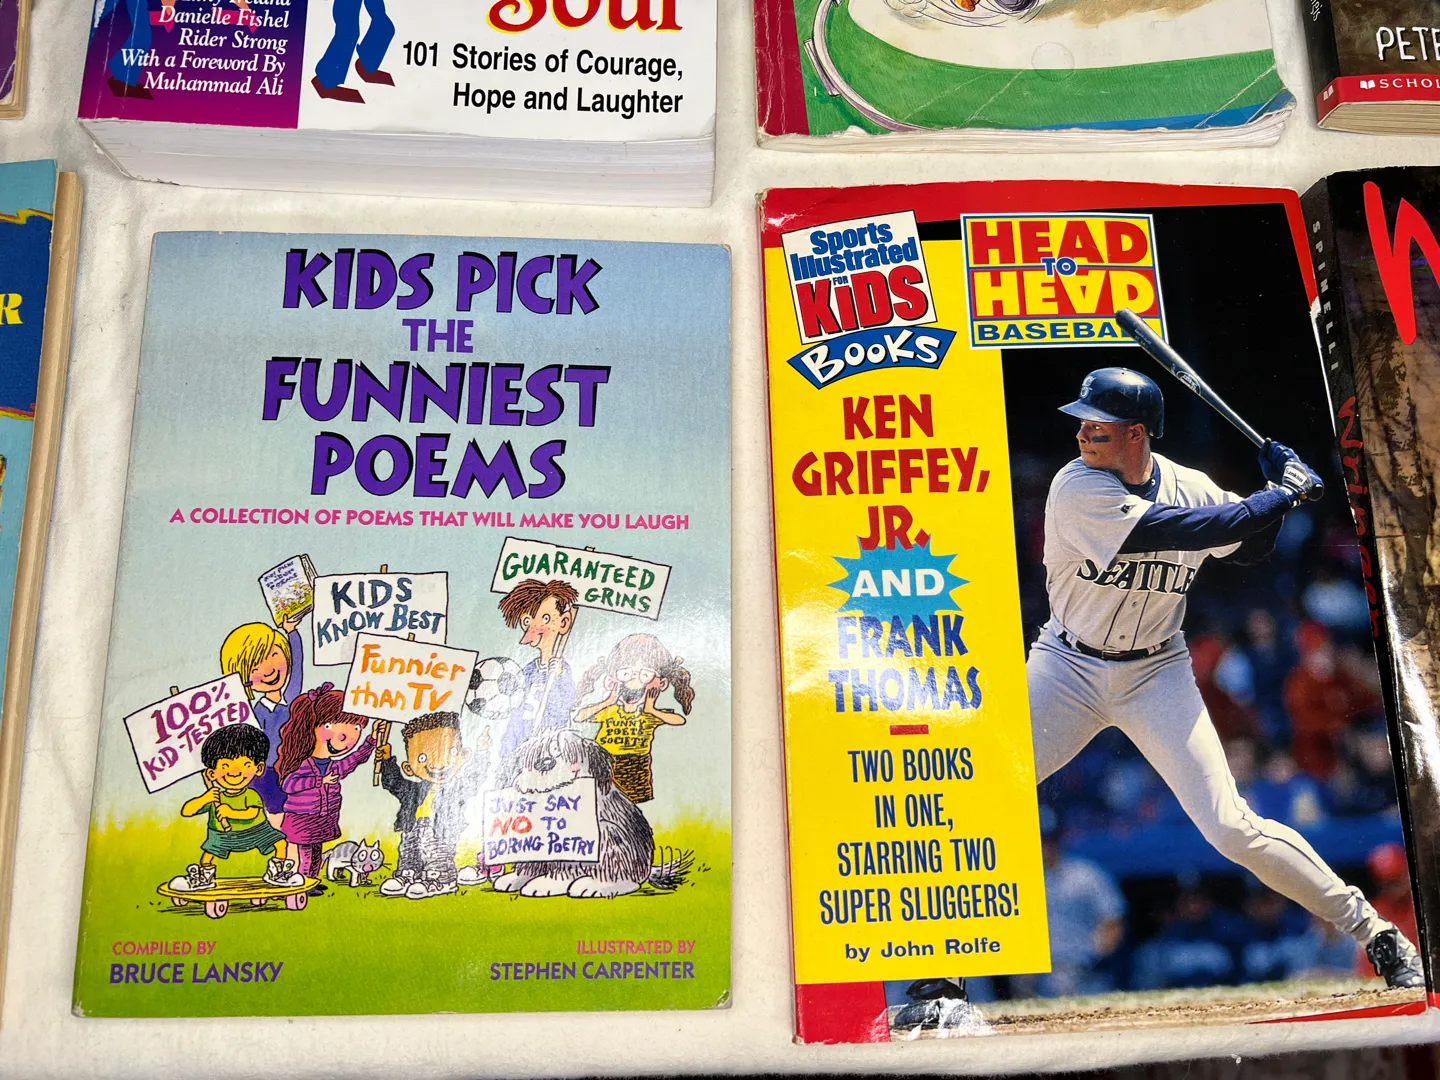 Danielle Fishel
Rider Strong
With a Foreword By
Muhammad Ali
Soul
101 Stories of Courage,
Hope and Laughter
PETE
SCHOL
R
KIDS PICK
THE
FUNNIEST
POEMS
A COLLECTION OF POEMS THAT WILL MAKE YOU LAUGH
KIDS
KNOW BEST
GUARANTEED
GRINS
Funnier
than TV
100%
KID-TESTED
FUNNY
POETS
SOCIETY
JUST SAY
NO TO
BORING POETRY
COMPILED BY
BRUCE LANSKY
ILLUSTRATED BY
STEPHEN CARPENTER
Sports
Illustrated
FOR
KIDS
BOOKS
HEAD
TO
HEAD
BASEBAL
KEN
GRIFFEY,
JR.
AND
FRANK
THOMAS
TWO BOOKS
IN ONE,
STARRING TWO
SUPER SLUGGERS!
by John Rolfe
SEATTLE
SPINELLI